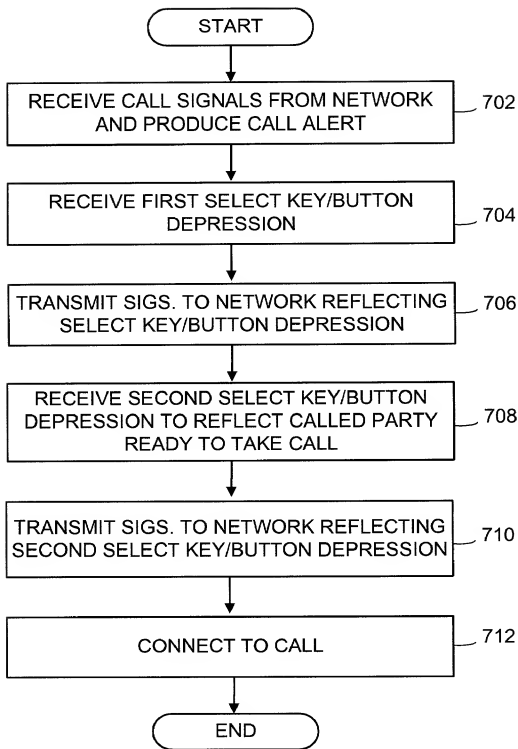 START
RECEIVE CALL SIGNALS FROM NETWORK
AND PRODUCE CALL ALERT
702
RECEIVE FIRST SELECT KEY/BUTTON
DEPRESSION
704
TRANSMIT SIGS. TO NETWORK REFLECTING
SELECT KEY/BUTTON DEPRESSION
706
RECEIVE SECOND SELECT KEY/BUTTON
DEPRESSION TO REFLECT CALLED PARTY
READY TO TAKE CALL
708
TRANSMIT SIGS. TO NETWORK REFLECTING
SECOND SELECT KEY/BUTTON DEPRESSION
710
CONNECT TO CALL
712
END